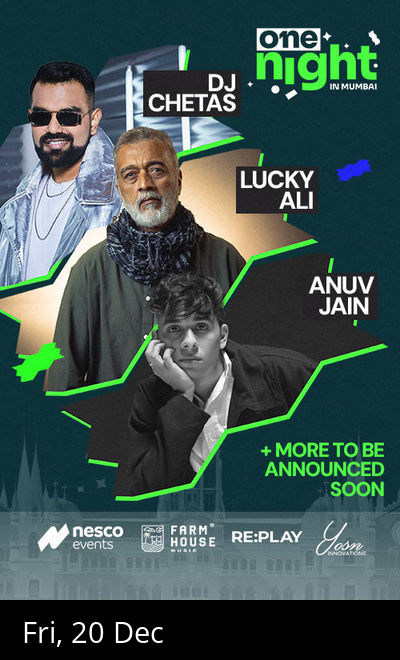 one
night
IN MUMBAI
DJ
CHETAS
LUCKY
ALI
ANUV
JAIN
+ MORE TO BE
ANNOUNCED
SOON
nesco
events
FARM
HOUSE
MUSIC
RE:PLAY
Yosn
INNOVATIONS
Fri, 20 Dec